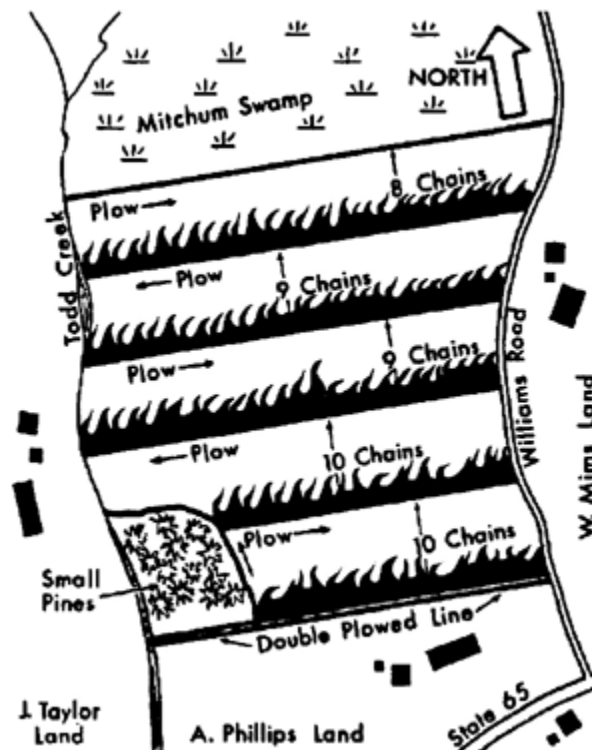 NORTH
Mitchum Swamp
8 Chains
Plow
Todd Creek
Plow
9 Chains
Plow
9 Chains
Williams Road
W. Mims Land
Plow
10 Chains
Plow
10 Chains
Small
Pines
Double Plowed Line
J. Taylor
Land
A. Phillips Land
State 65